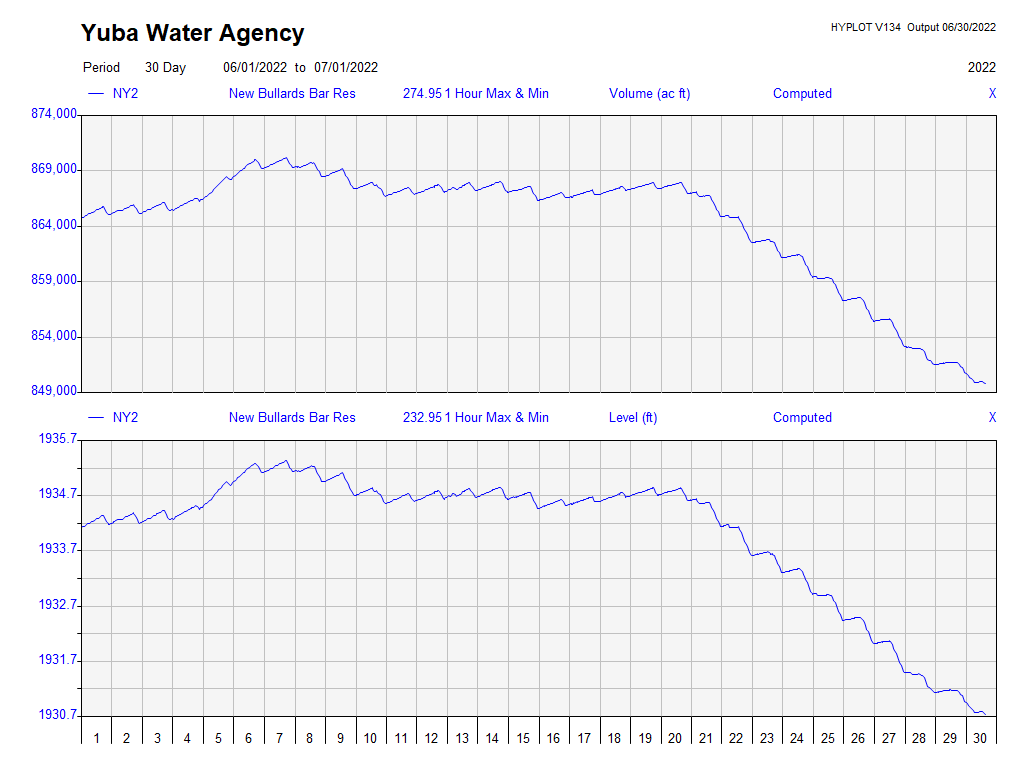 Yuba Water Agency
HYPLOT V134 Output 06/30/2022
Period 30 Day 06/01/2022 to 07/01/2022 2022
NY2 New Bullards Bar Res 274.95 1 Hour Max & Min Volume (ac ft) Computed X
874,000
869,000
864,000
859,000
854,000
849,000
NY2 New Bullards Bar Res 232.95 1 Hour Max & Min Level (ft) Computed X
1935.7
1934.7
1933.7
1932.7
1931.7
1930.7
1 2 3 4 5 6 7 8 9 10 11 12 13 14 15 16 17 18 19 20 21 22 23 24 25 26 27 28 29 30